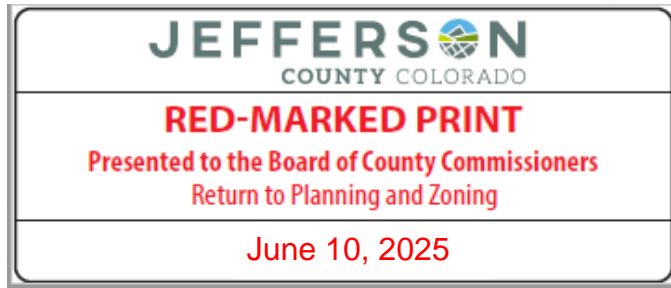 JEFFERSON
COUNTY COLORADO
RED-MARKED PRINT
Presented to the Board of County Commissioners
Return to Planning and Zoning
June 10, 2025